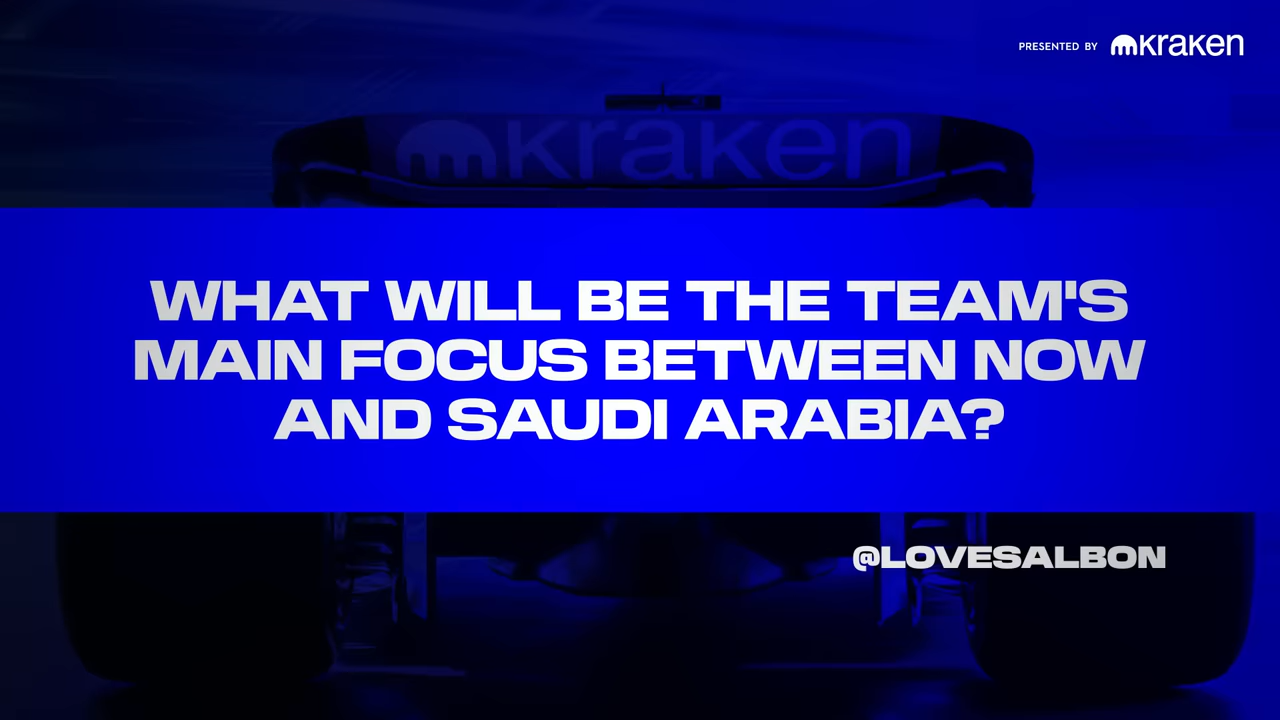 PRESENTED BY kraken
kraken
WHAT WILL BE THE TEAM'S
MAIN FOCUS BETWEEN NOW
AND SAUDI ARABIA?
@LOVESALBON